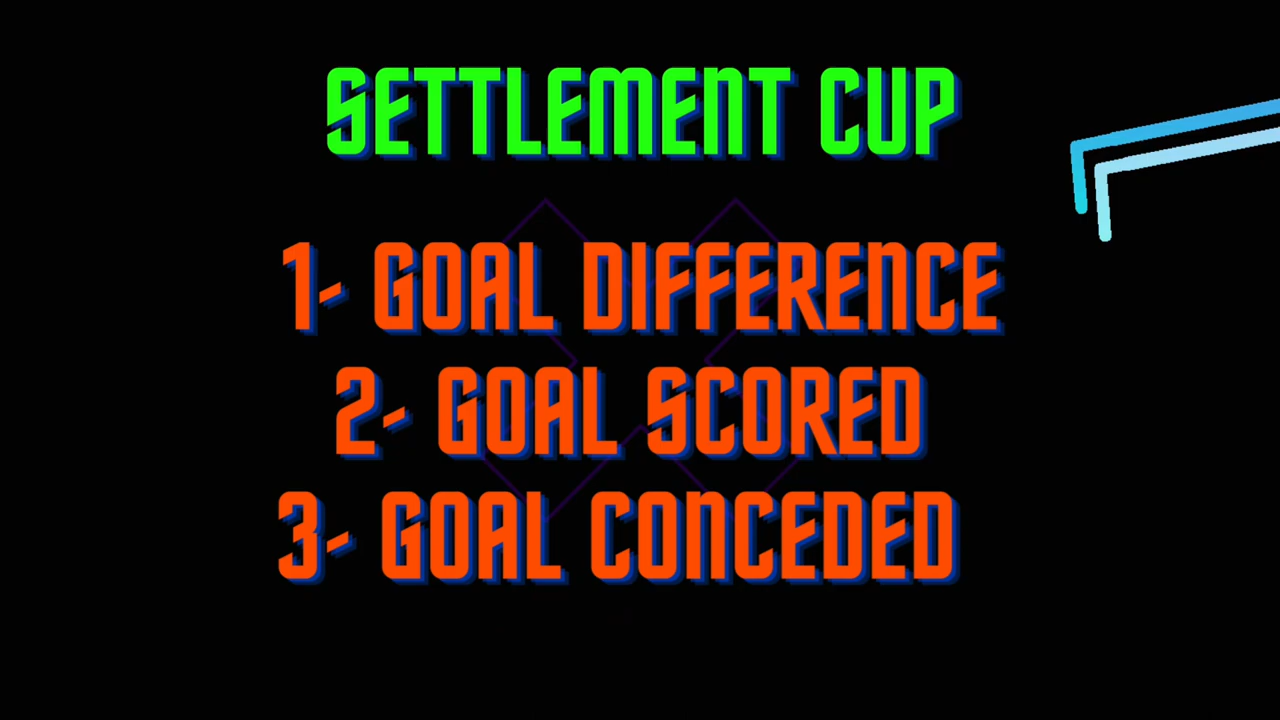 SETTLEMENT CUP
1- GOAL DIFFERENCE
2- GOAL SCORED
3- GOAL CONCEDED